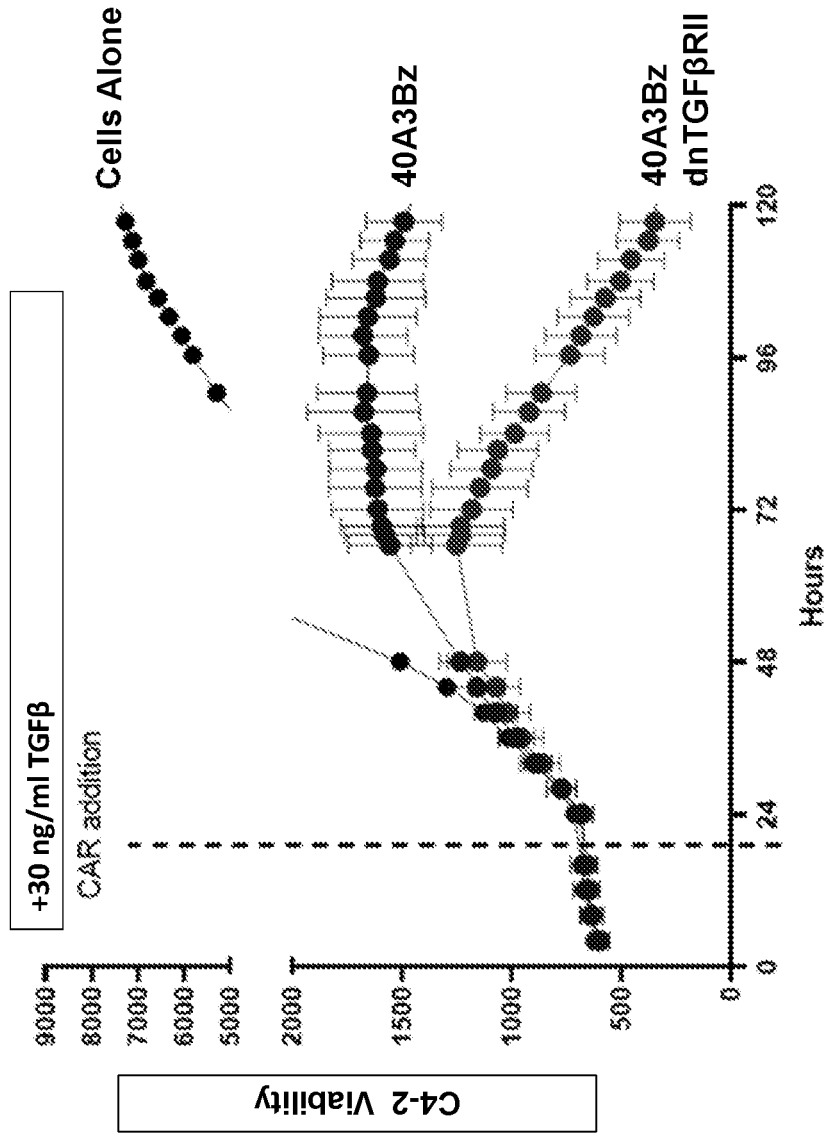 +30 ng/ml TGFβ
CAR addition
C4-2 Viability
9000
8000
7000
6000
5000
2000
1500
1000
500
0
0
24
48
72
96
120
Hours
Cells Alone
40A3Bz
40A3Bz
dnTGFβRII